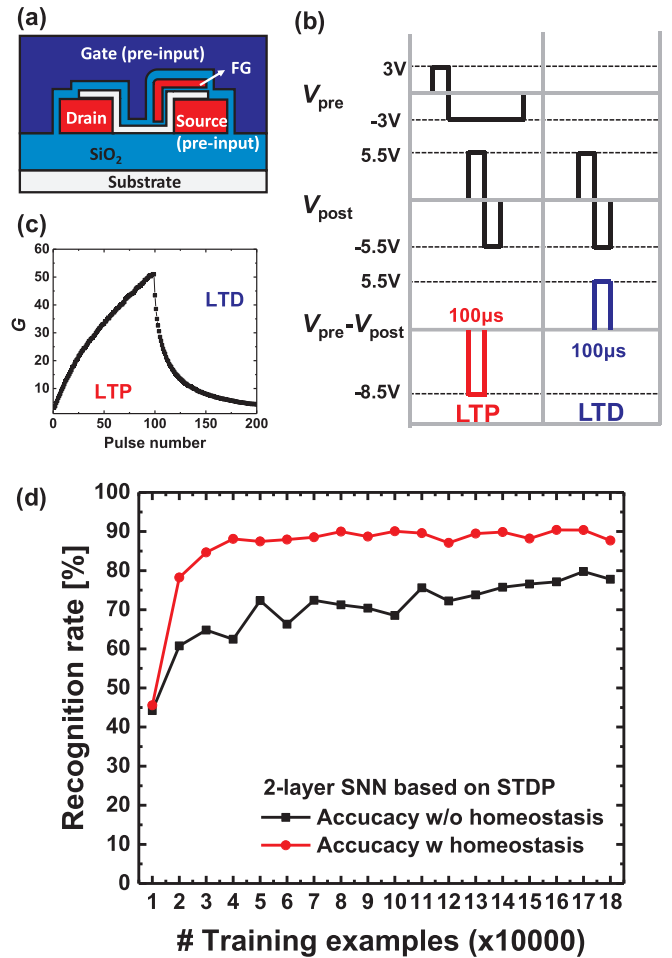 (a)
Gate (pre-input)
FG
Drain
Source
(pre-input)
SiO2
Substrate
(b)
Vpre
3V
-3V
Vpost
5.5V
-5.5V
Vpre-Vpost
5.5V
100μs
100μs
-8.5V
LTP
LTD
(c)
G
60
50
40
30
20
10
LTD
LTP
0
50
100
150
200
Pulse number
(d)
Recognition rate [%]
100
90
80
70
60
50
40
30
20
10
0
2-layer SNN based on STDP
Accucacy w/o homeostasis
Accucacy w homeostasis
1 2 3 4 5 6 7 8 9 10 11 12 13 14 15 16 17 18
# Training examples (x10000)